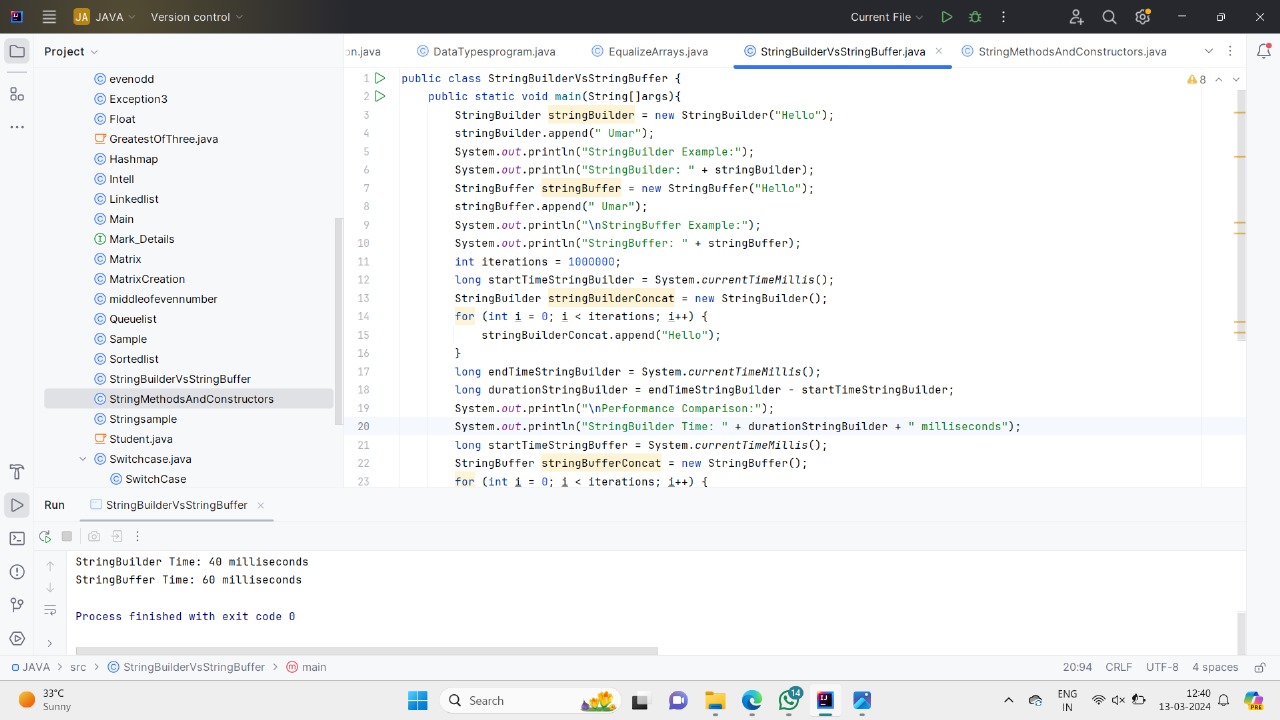 JA JAVA Version control Current File
Project
n.java DataTypesprogram.java EqualizeArrays.java StringBuilderVsStringBuffer.java StringMethodsAndConstructors.java
evenodd
Exception3
Float
GreatestOfThree.java
Hashmap
Intell
Linkedlist
Main
Mark_Details
Matrix
MatrixCreation
middleofevennumber
Queuelist
Sample
Sortedlist
StringBuilderVsStringBuffer
StringMethodsAndConstructors
Stringsample
Student.java
Switchcase.java
SwitchCase
8
1 public class StringBuilderVsStringBuffer {
2 public static void main(String[]args){
3 StringBuilder stringBuilder = new StringBuilder("Hello");
4 stringBuilder.append(" Umar");
5 System.out.println("StringBuilder Example:");
6 System.out.println("StringBuilder: " + stringBuilder);
7 StringBuffer stringBuffer = new StringBuffer("Hello");
8 stringBuffer.append(" Umar");
9 System.out.println("\nStringBuffer Example:");
10 System.out.println("StringBuffer: " + stringBuffer);
11 int iterations = 1000000;
12 long startTimeStringBuilder = System.currentTimeMillis();
13 StringBuilder stringBuilderConcat = new StringBuilder();
14 for (int i = 0; i < iterations; i++) {
15 stringBuilderConcat.append("Hello");
16 }
17 long endTimeStringBuilder = System.currentTimeMillis();
18 long durationStringBuilder = endTimeStringBuilder - startTimeStringBuilder;
19 System.out.println("\nPerformance Comparison:");
20 System.out.println("StringBuilder Time: " + durationStringBuilder + " milliseconds");
21 long startTimeStringBuffer = System.currentTimeMillis();
22 StringBuffer stringBufferConcat = new StringBuffer();
23 for (int i = 0; i < iterations; i++) {
Run StringBuilderVsStringBuffer
StringBuilder Time: 40 milliseconds
StringBuffer Time: 60 milliseconds
Process finished with exit code 0
JAVA > src > StringBuilderVsStringBuffer > main 20:94 CRLF UTF-8 4 spaces
33°C
Sunny
Search
14
ENG
IN
12:40
13-03-2024
PRE